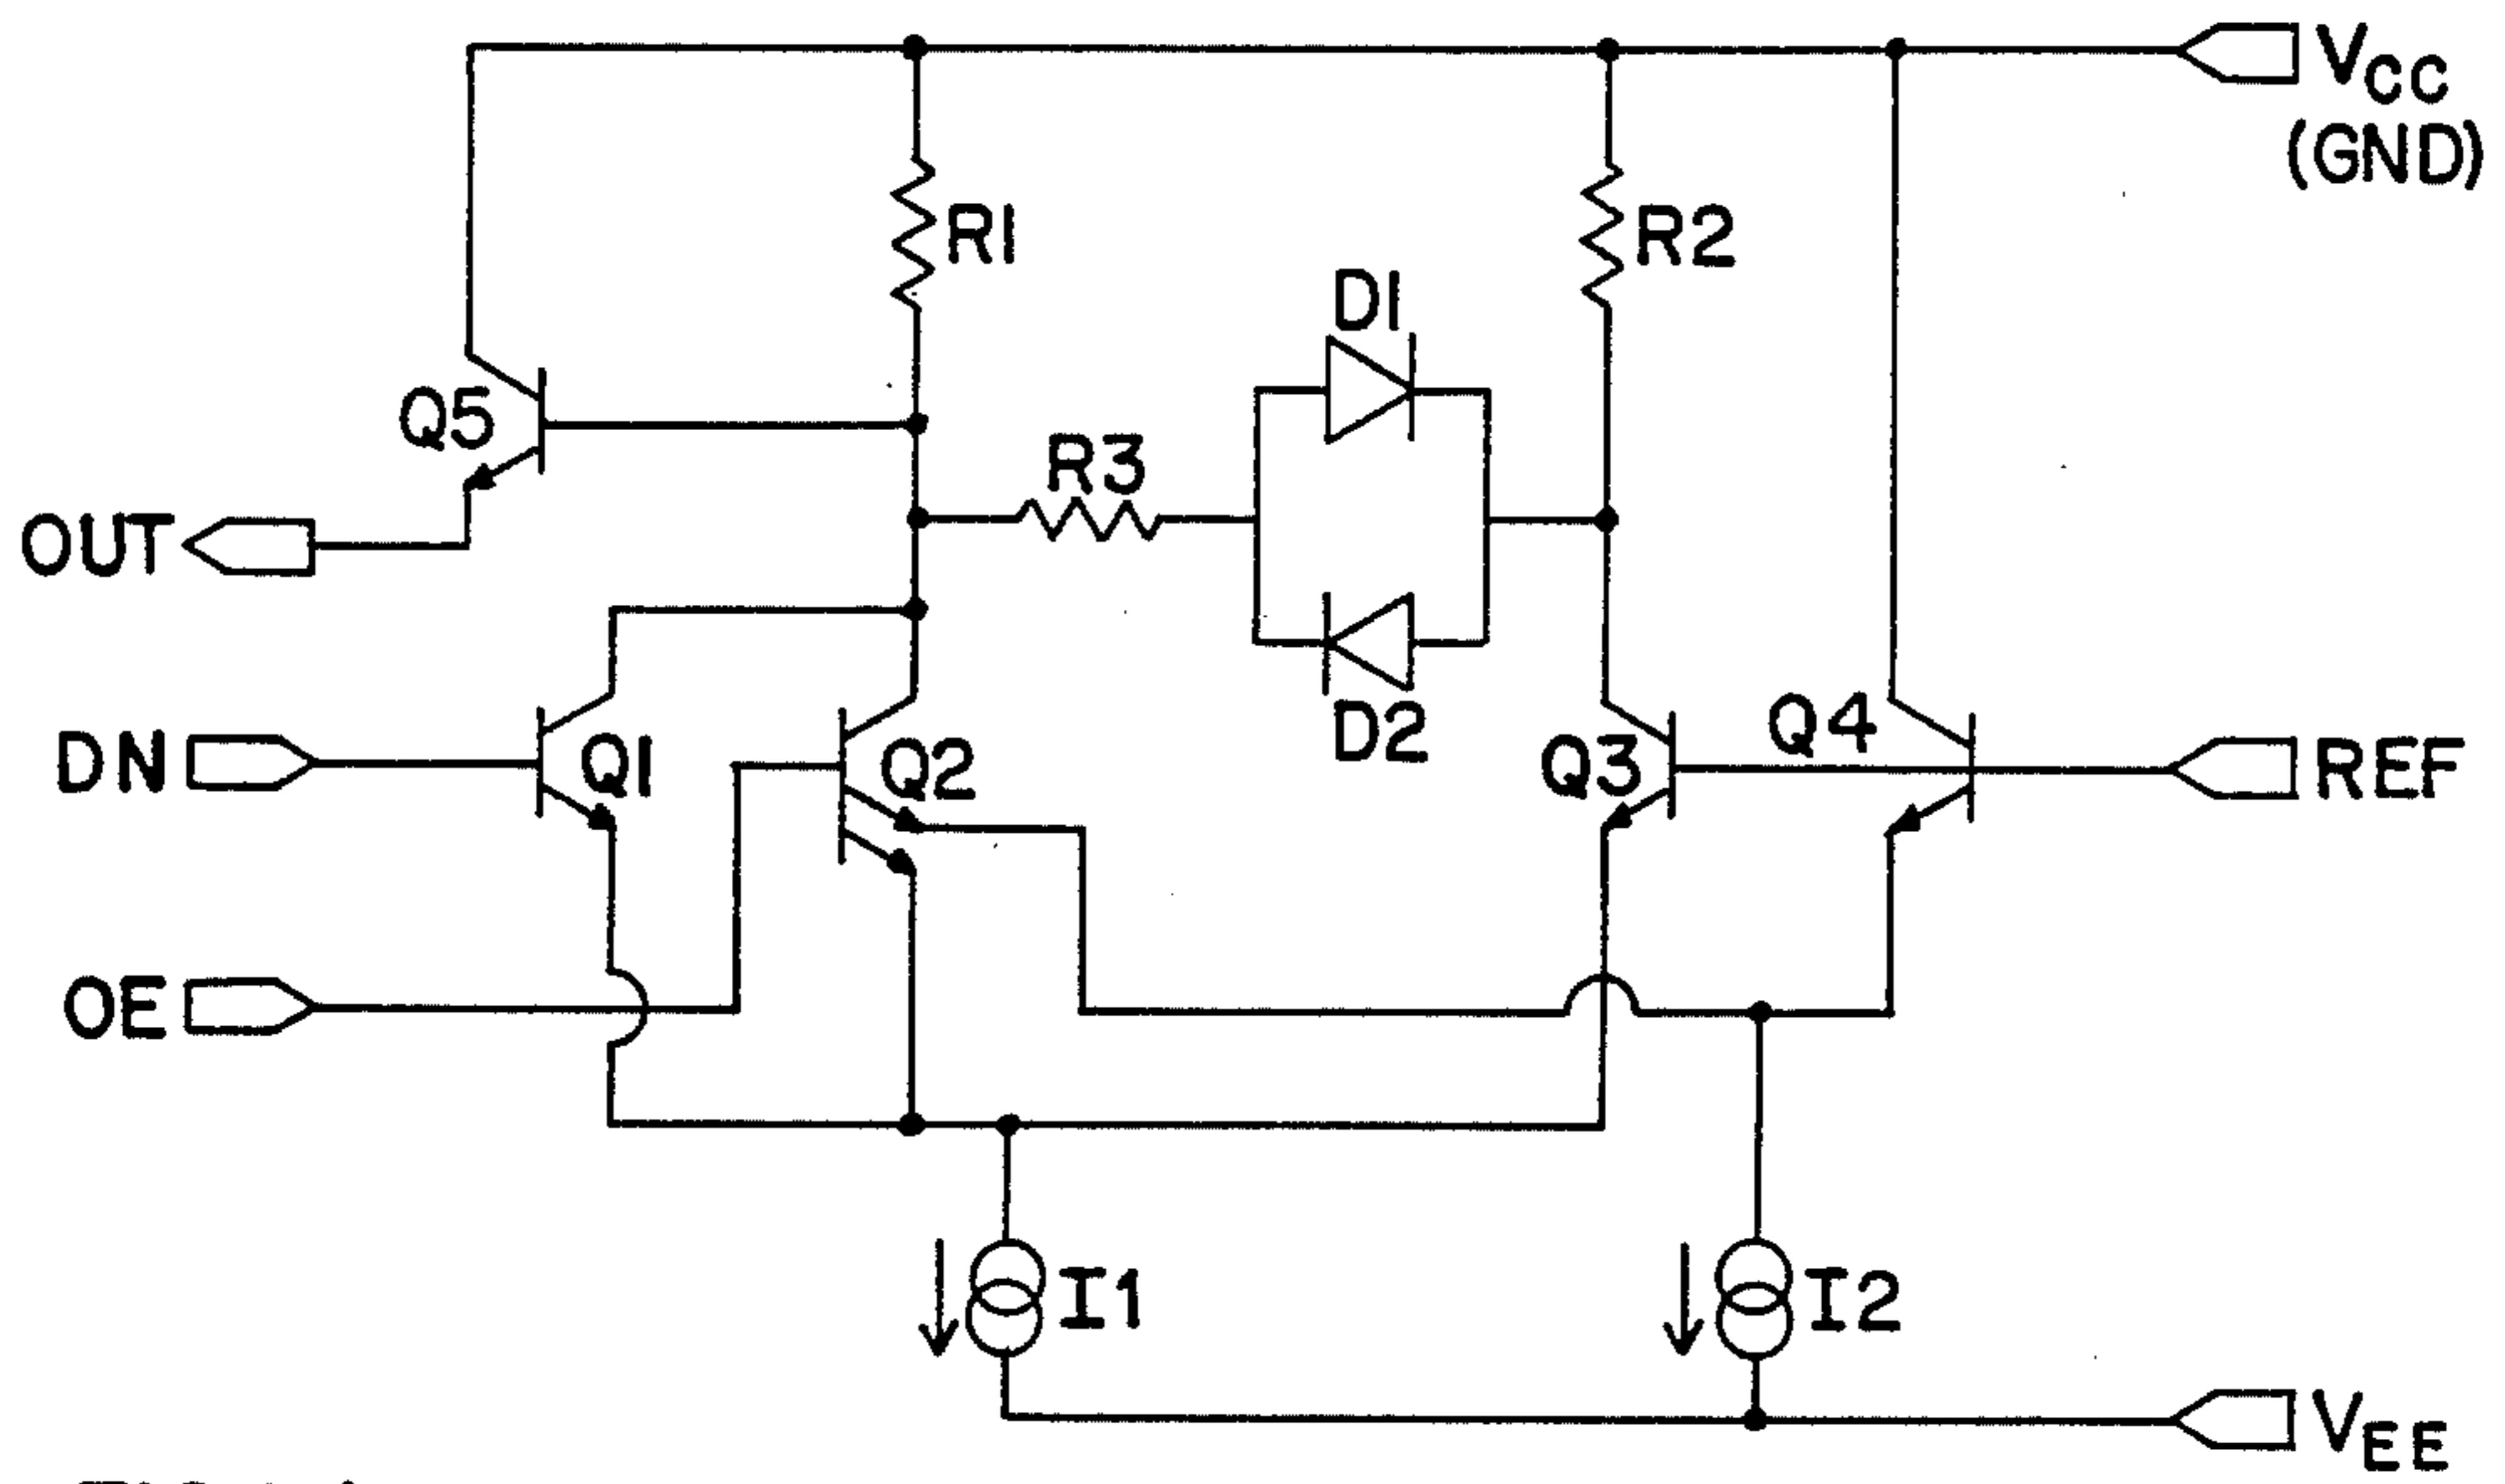 VCC
(GND)
R1
R2
D1
Q5
R3
OUT
D2
Q4
DN
Q1
Q2
Q3
REF
OE
I1
I2
VEE